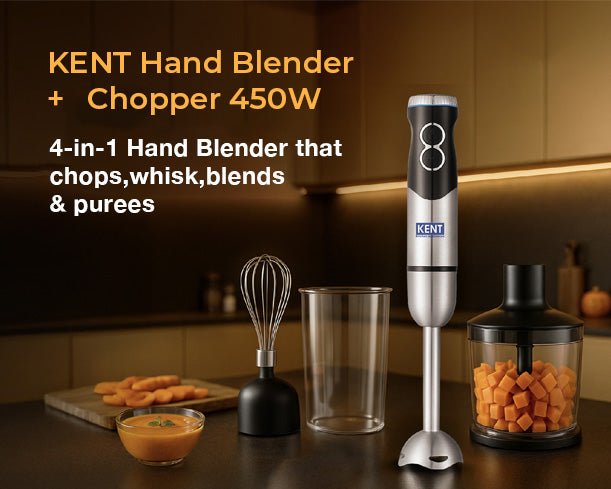 KENT Hand Blender
+ Chopper 450W
4-in-1 Hand Blender that
chops,whisk,blends
& purees
KENT